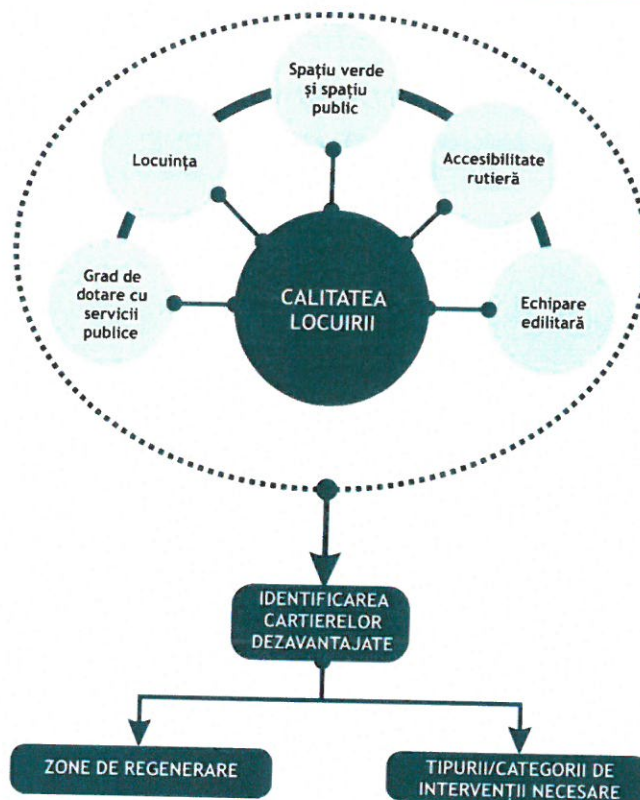 Spațiu verde
și spațiu
public
Locuința
Accesibilitate
rutieră
Grad de
dotare cu
servicii
publice
CALITATEA
LOCUIRII
Echipare
edilitară
IDENTIFICAREA
CARTIERELOR
DEZAVANTAJATE
ZONE DE REGENERARE
TIPURII/CATEGORII DE
INTERVENȚII NECESARE